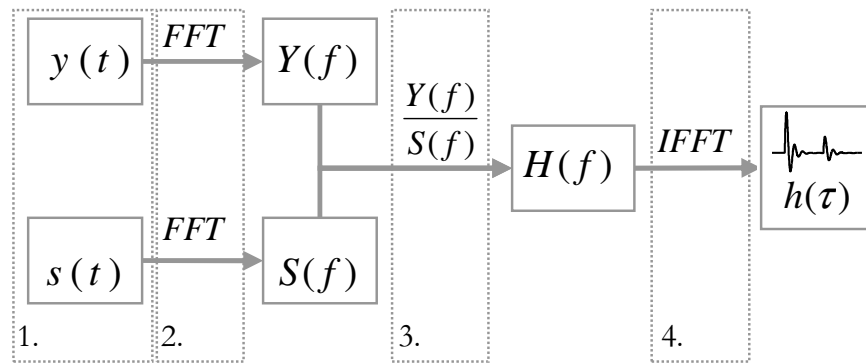 y(t)
FFT
Y(f)
Y(f)
S(f)
H(f)
IFFT
h(τ)
s(t)
FFT
S(f)
1.
2.
3.
4.